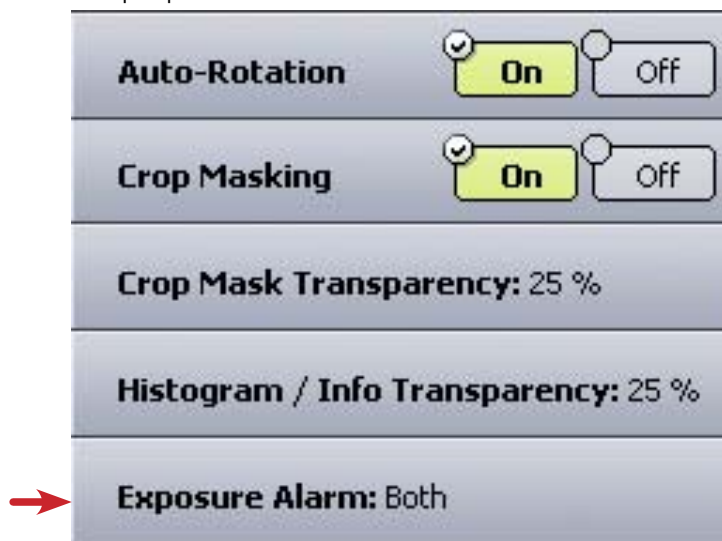 Auto-Rotation On Off
Crop Masking On Off
Crop Mask Transparency: 25 %
Histogram / Info Transparency: 25 %
Exposure Alarm: Both